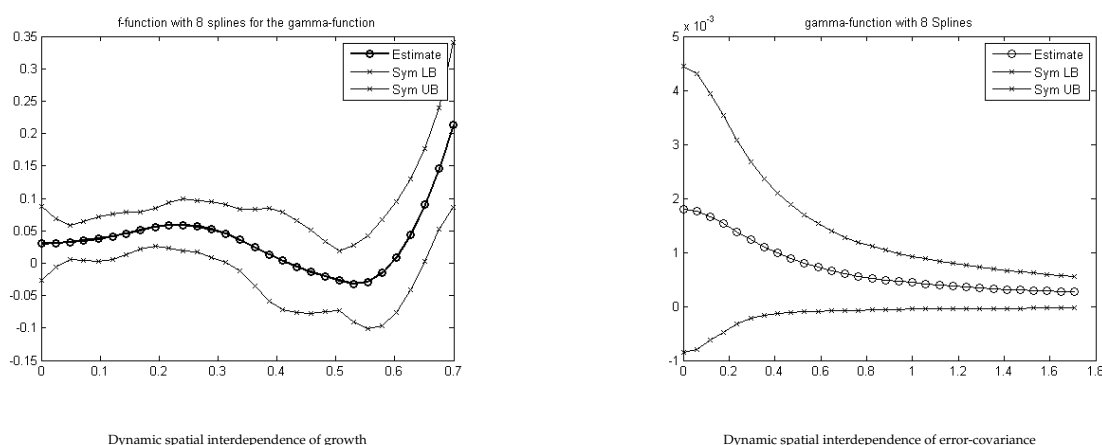 f-function with 8 splines for the gamma-function
0.35
0.3
0.25
0.2
0.15
0.1
0.05
0
-0.05
-0.1
-0.15
0 0.1 0.2 0.3 0.4 0.5 0.6 0.7
Estimate
Sym LB
Sym UB
Dynamic spatial interdependence of growth
gamma-function with 8 Splines
x 10⁻³
5
4
3
2
1
0
-1
0 0.2 0.4 0.6 0.8 1 1.2 1.4 1.6 1.8
Estimate
Sym LB
Sym UB
Dynamic spatial interdependence of error-covariance